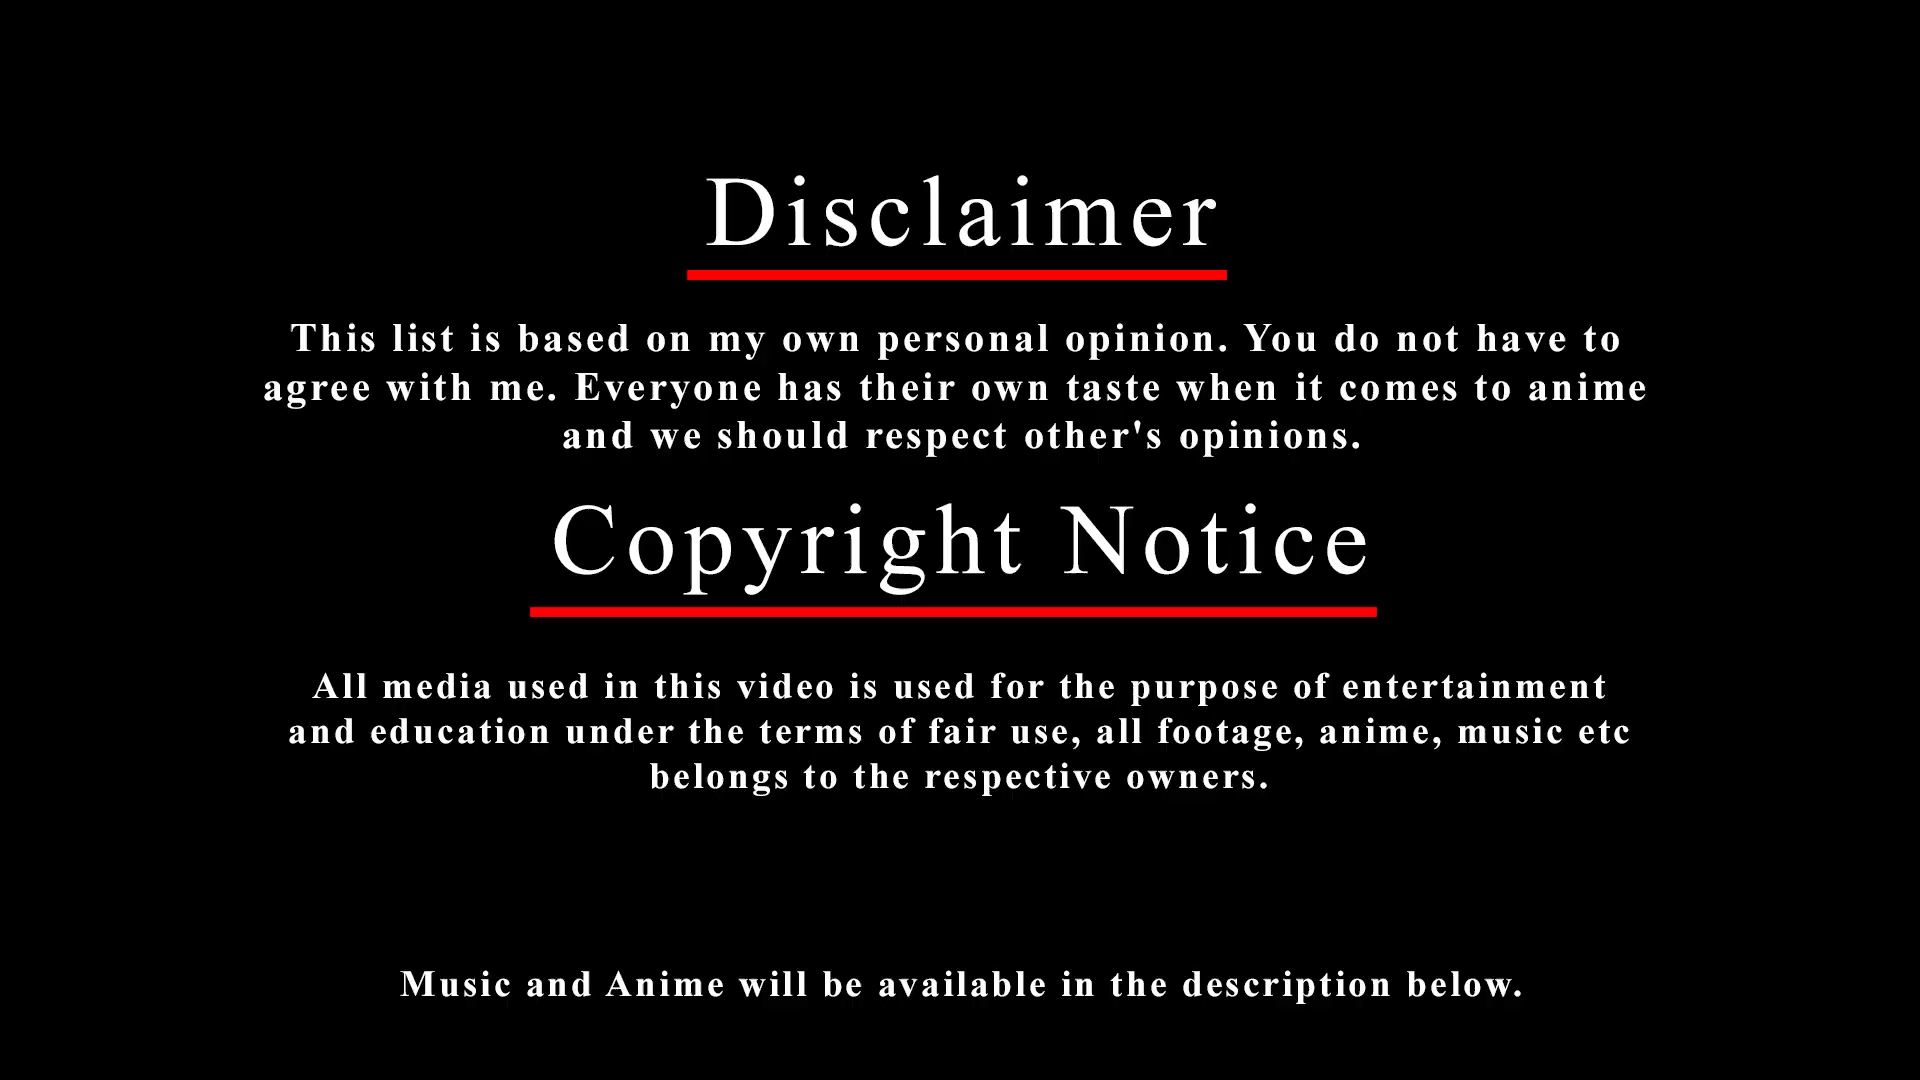 Disclaimer
This list is based on my own personal opinion. You do not have to
agree with me. Everyone has their own taste when it comes to anime
and we should respect other's opinions.
Copyright Notice
All media used in this video is used for the purpose of entertainment
and education under the terms of fair use, all footage, anime, music etc
belongs to the respective owners.
Music and Anime will be available in the description below.